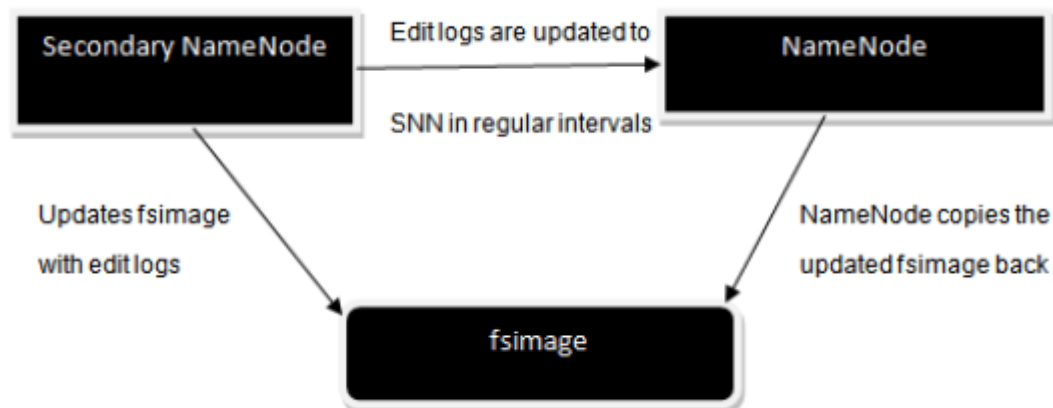 Secondary NameNode
Edit logs are updated to
SNN in regular intervals
NameNode
Updates fsimage
with edit logs
NameNode copies the
updated fsimage back
fsimage